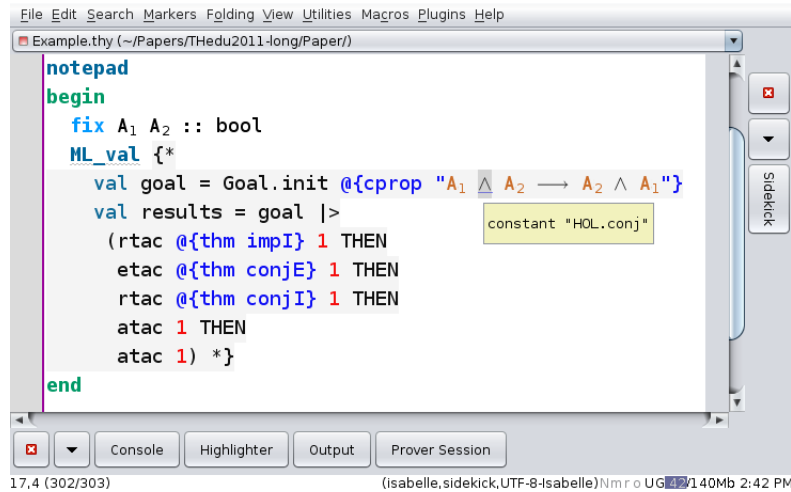 File Edit Search Markers Folding View Utilities Macros Plugins Help
Example.thy (~/Papers/THedu2011-long/Paper/)
notepad
begin
fix A₁ A₂ :: bool
ML_val {*
val goal = Goal.init @{cprop "A₁ ∧ A₂ ⟶ A₂ ∧ A₁"}
val results = goal |>
constant "HOL.conj"
(rtac @{thm impI} 1 THEN
etac @{thm conjE} 1 THEN
rtac @{thm conjI} 1 THEN
atac 1 THEN
atac 1) *}
end
Sidekick
Console Highlighter Output Prover Session
17,4 (302/303) (isabelle,sidekick,UTF-8-Isabelle)N m r o UG 42/140Mb 2:42 PM